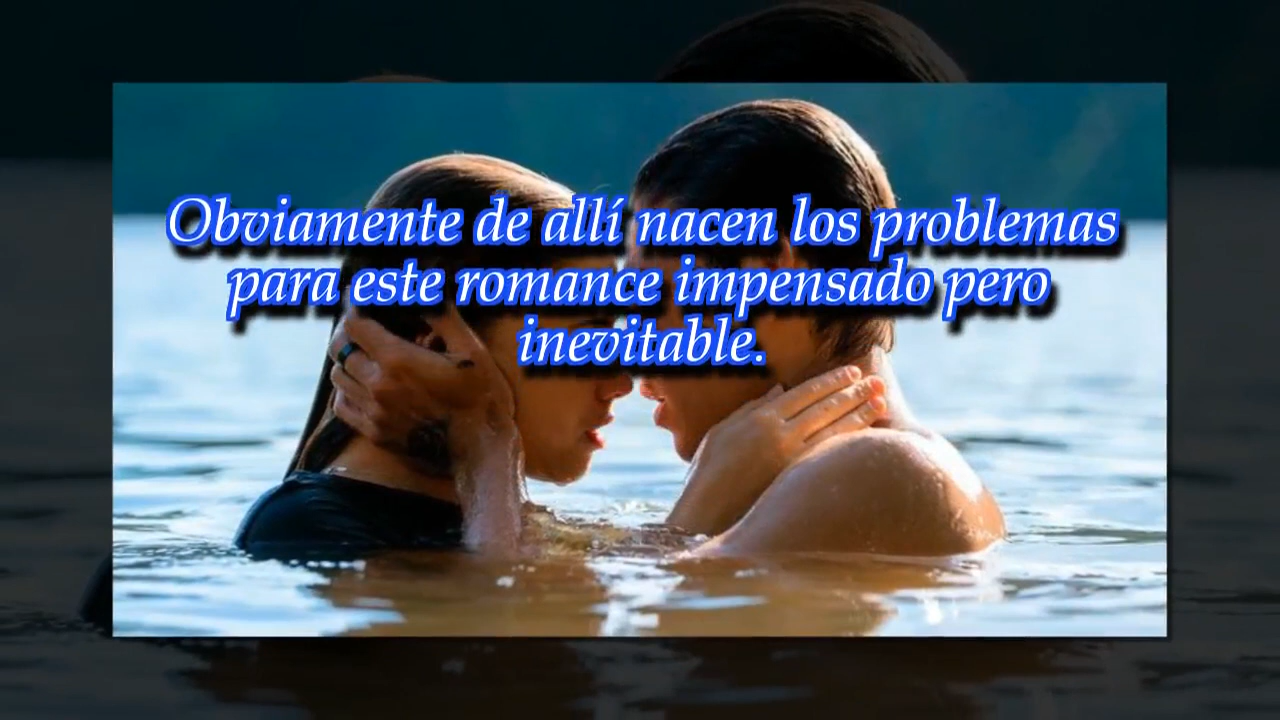 Obviamente de allí nacen los problemas
para este romance impensado pero
inevitable.